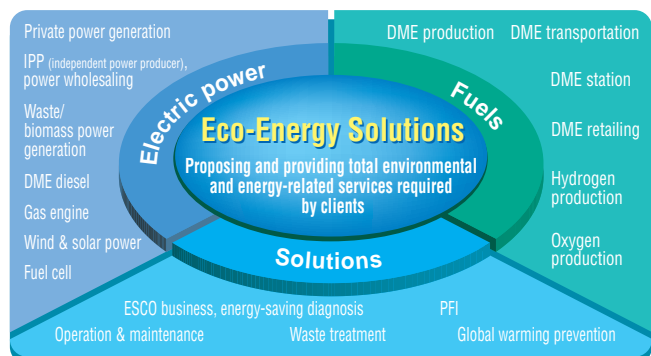 Private power generation
IPP (independent power producer),
power wholesaling
Waste/
biomass power
generation
DME diesel
Gas engine
Wind & solar power
Fuel cell
Electric power
DME production
DME transportation
DME station
DME retailing
Hydrogen
production
Oxygen
production
Fuels
Eco-Energy Solutions
Proposing and providing total environmental
and energy-related services required
by clients
Solutions
ESCO business, energy-saving diagnosis
PFI
Operation & maintenance
Waste treatment
Global warming prevention